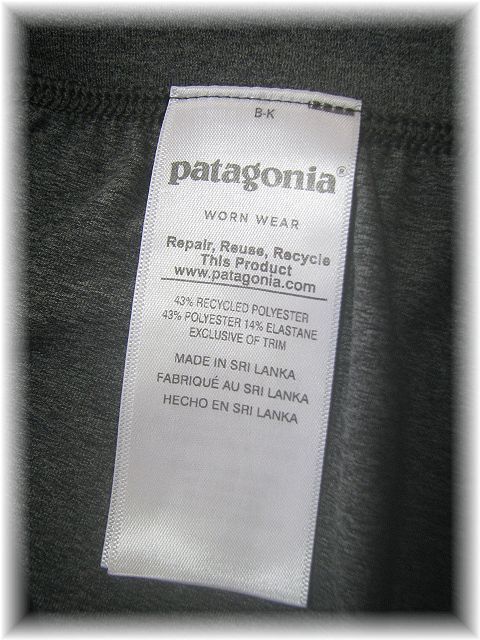 B-K
patagonia®
WORN WEAR
Repair, Reuse, Recycle
This Product
www.patagonia.com
43% RECYCLED POLYESTER
43% POLYESTER 14% ELASTANE
EXCLUSIVE OF TRIM
MADE IN SRI LANKA
FABRIQUÉ AU SRI LANKA
HECHO EN SRI LANKA